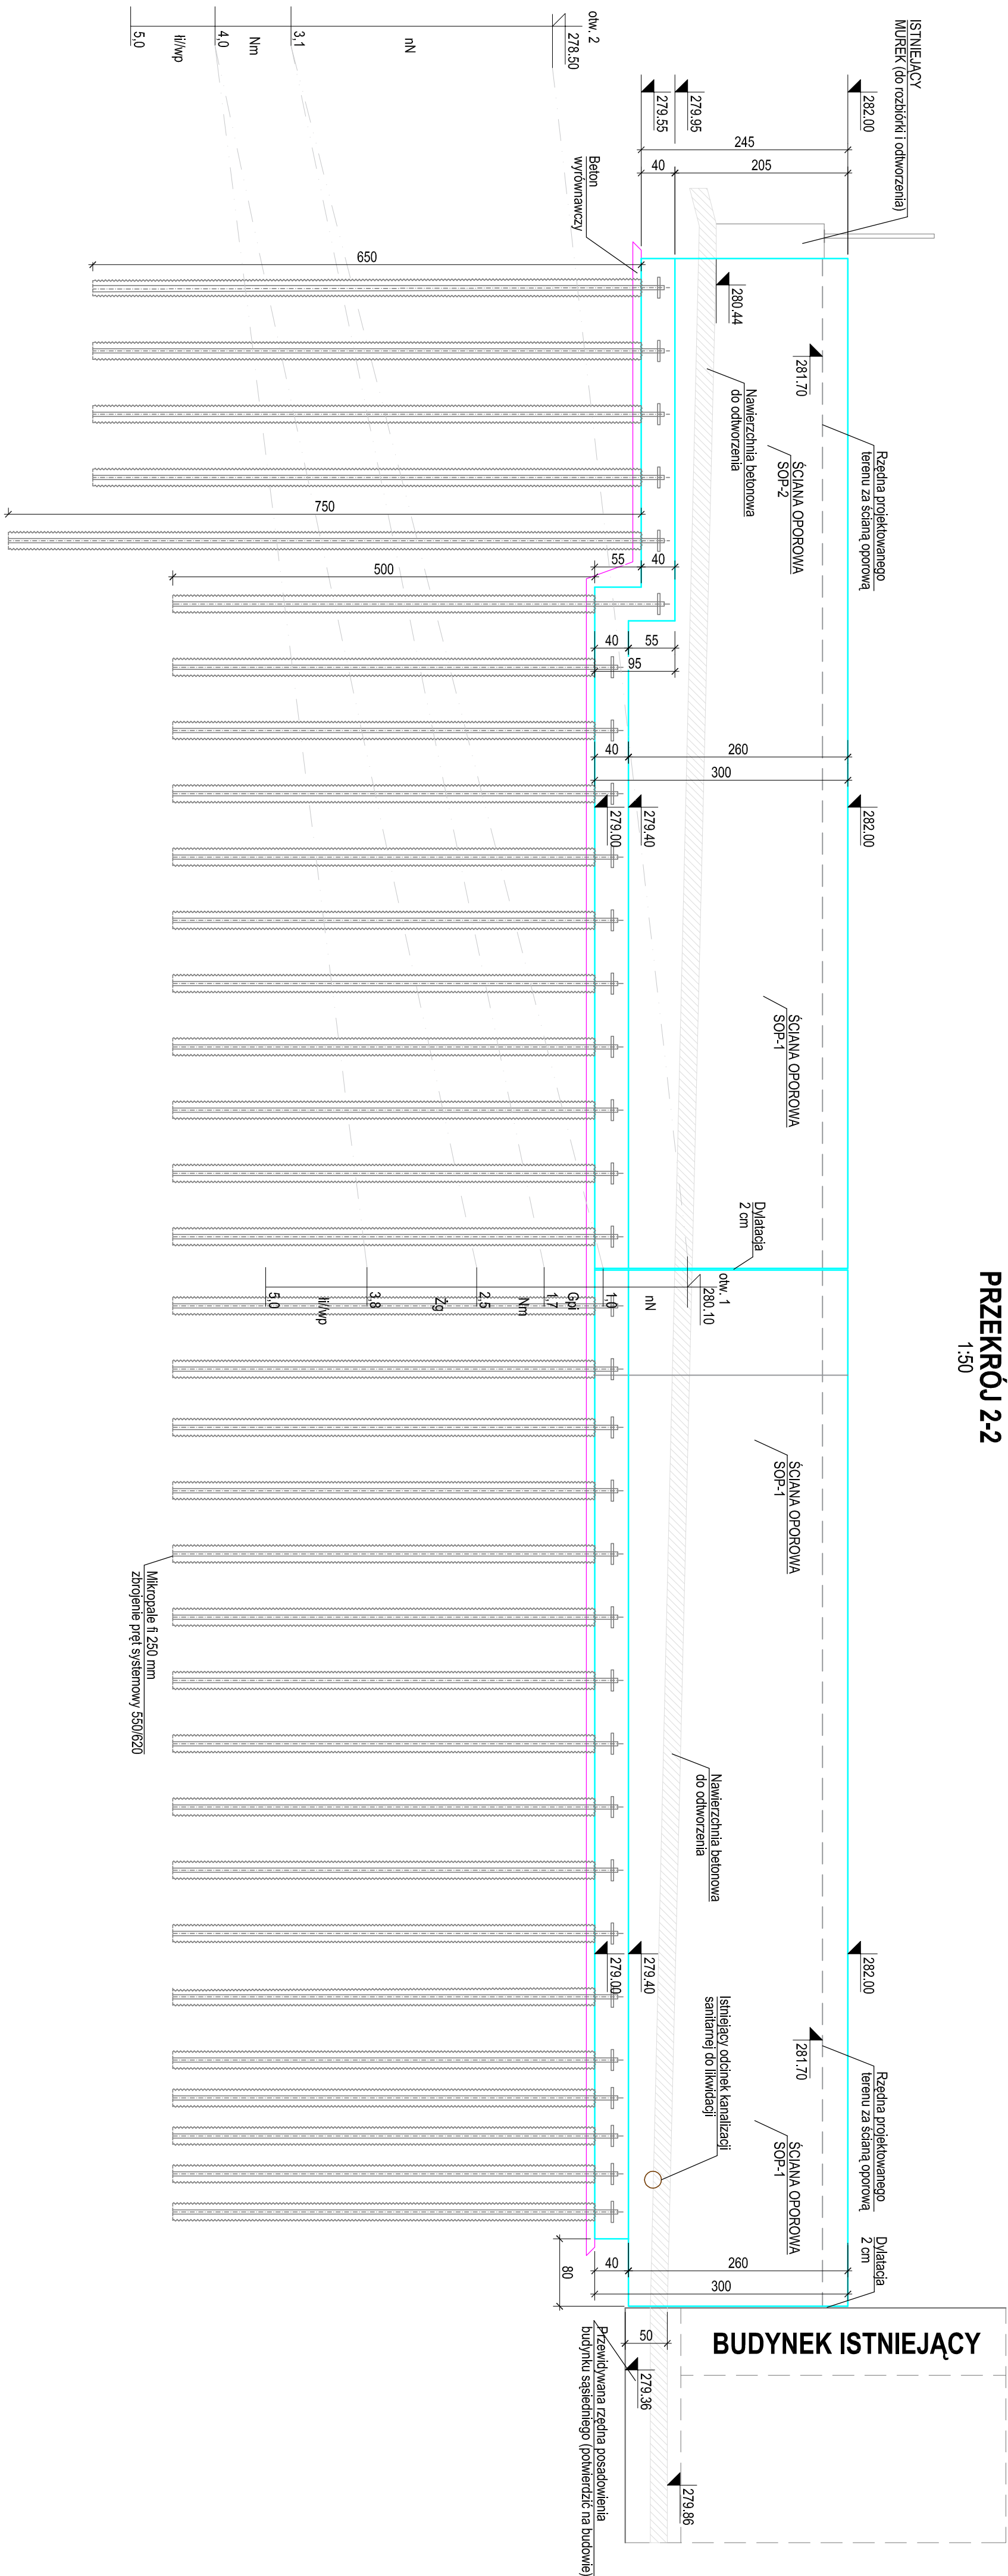 PRZEKRÓJ 2-2
1:50
ISTNIEJĄCY
MUREK (do rozbiórki i odtworzenia)
282.00
279.95
279.55
245
205
40
otw. 2
278.50
nN
3,1
Nm
4,0
łi/wp
5,0
Beton
wyrównawczy
650
280.44
281.70
Nawierzchnia betonowa
do odtworzenia
ŚCIANA OPOROWA
SOP-2
Rzędna projektowanego
terenu za ścianą oporową
750
55
40
500
40
55
95
40
260
300
282.00
279.40
279.00
ŚCIANA OPOROWA
SOP-1
Dylatacja
2 cm
otw. 1
280.10
nN
1,0
Gpi
1,7
Nm
2,5
Żg
3,8
łi/wp
5,0
ŚCIANA OPOROWA
SOP-1
Mikropale fi 250 mm
zbrojenie pręt systemowy 550/620
Nawierzchnia betonowa
do odtworzenia
282.00
279.40
279.00
Istniejący odcinek kanalizacji
sanitarnej do likwidacji
281.70
Rzędna projektowanego
terenu za ścianą oporową
ŚCIANA OPOROWA
SOP-1
Dylatacja
2 cm
40
260
300
80
50
BUDYNEK ISTNIEJĄCY
279.36
279.86
Przewidywana rzędna posadowienia
budynku sąsiedniego (potwierdzić na budowie)